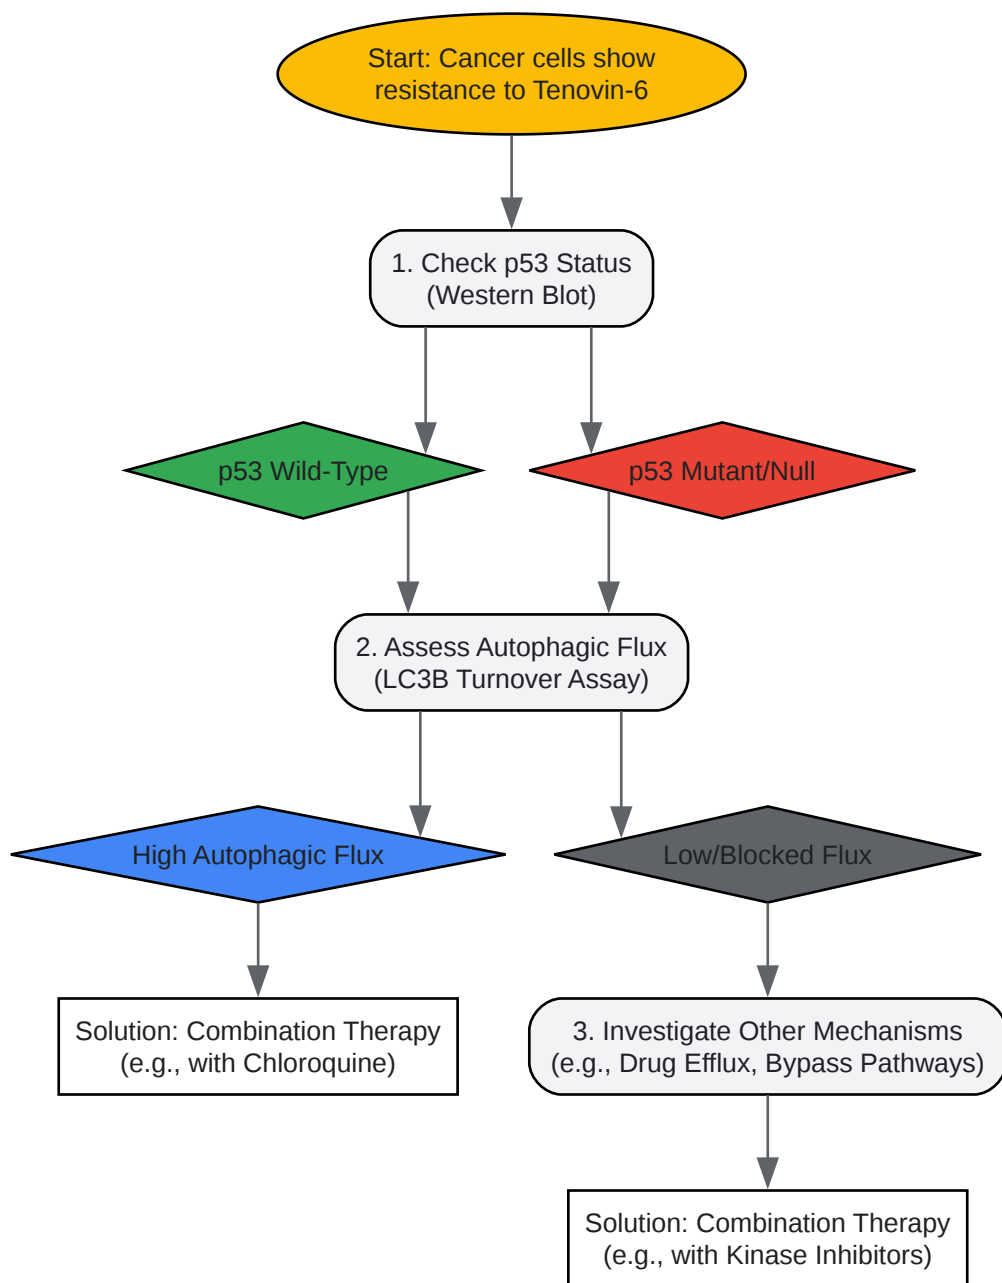 Start: Cancer cells show
resistance to Tenovin-6
1. Check p53 Status
(Western Blot)
p53 Wild-Type
p53 Mutant/Null
2. Assess Autophagic Flux
(LC3B Turnover Assay)
High Autophagic Flux
Low/Blocked Flux
Solution: Combination Therapy
(e.g., with Chloroquine)
3. Investigate Other Mechanisms
(e.g., Drug Efflux, Bypass Pathways)
Solution: Combination Therapy
(e.g., with Kinase Inhibitors)